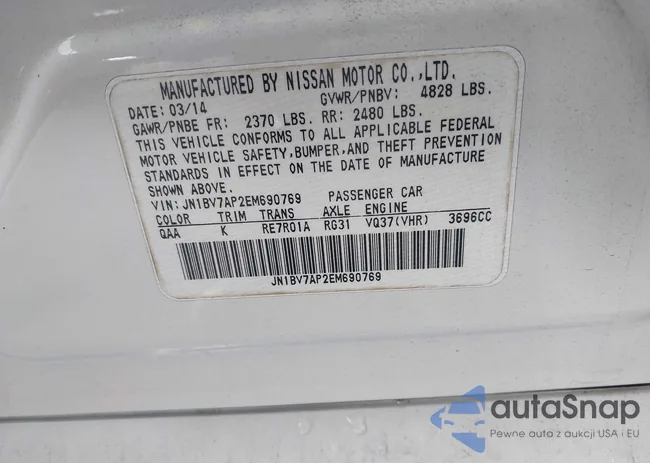 MANUFACTURED BY NISSAN MOTOR CO.,LTD.
DATE: 03/14 GVWR/PNBV: 4828 LBS.
GAWR/PNBE FR: 2370 LBS. RR: 2480 LBS.
THIS VEHICLE CONFORMS TO ALL APPLICABLE FEDERAL
MOTOR VEHICLE SAFETY,BUMPER,AND THEFT PREVENTION
STANDARDS IN EFFECT ON THE DATE OF MANUFACTURE
SHOWN ABOVE.
VIN: JN1BV7AP2EM690769 PASSENGER CAR
COLOR TRIM TRANS AXLE ENGINE
QAA K RE7R01A RG31 VQ37(VHR) 3696CC
JN1BV7AP2EM690769
autoSnap
Pewne auto z aukcji USA i EU